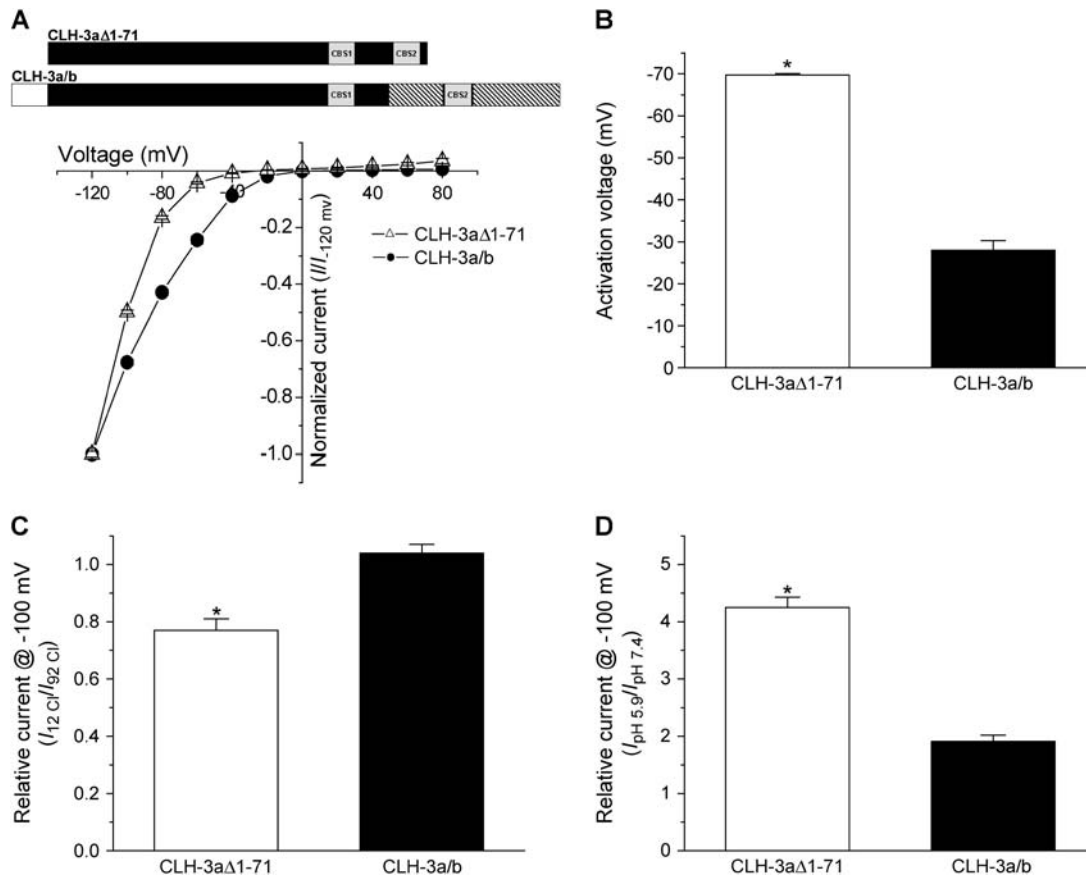 A
CLH-3aΔ1-71
CBS1 CBS2
CLH-3a/b
CBS1 CBS2
Voltage (mV)
-120 -80 -40 40 80
-0.2
-0.4
-0.6
-0.8
-1.0
Normalized current (I/I-120 mv)
CLH-3aΔ1-71
CLH-3a/b
B
Activation voltage (mV)
-70
-60
-50
-40
-30
-20
-10
0
*
CLH-3aΔ1-71 CLH-3a/b
C
Relative current @ -100 mV
(I12 Cl/I92 Cl)
1.0
0.8
0.6
0.4
0.2
0.0
*
CLH-3aΔ1-71 CLH-3a/b
D
Relative current @ -100 mV
(IpH 5.9/IpH 7.4)
5
4
3
2
1
0
*
CLH-3aΔ1-71 CLH-3a/b